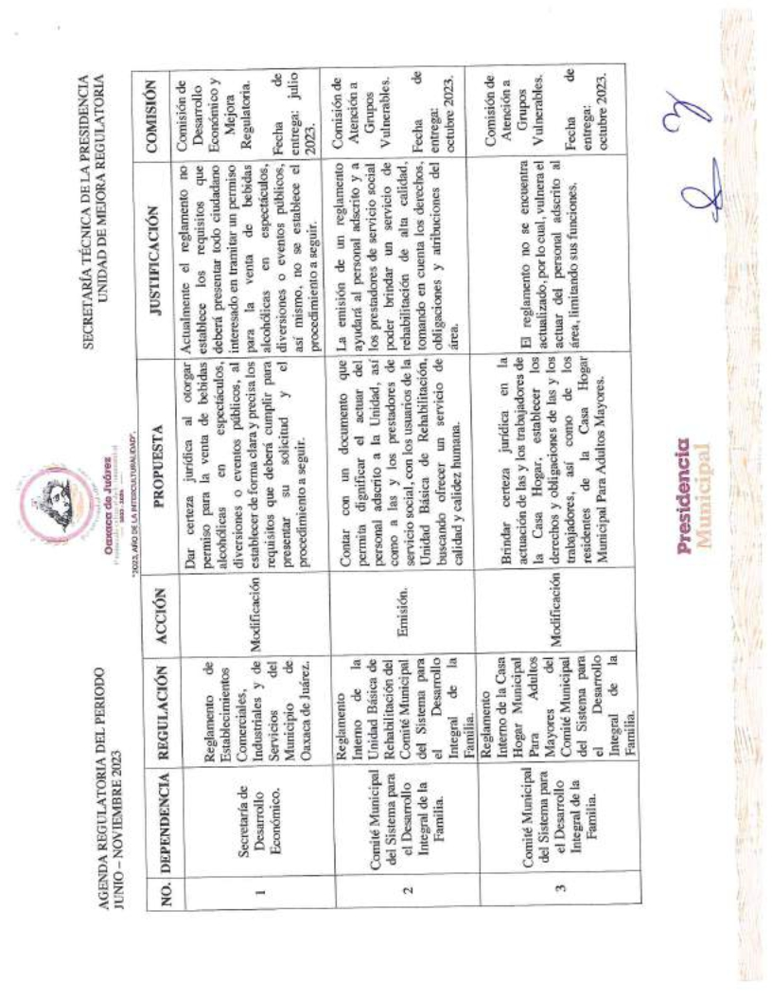 AGENDA REGULATORIA DEL PERIODO
JUNIO – NOVIEMBRE 2023
Oaxaca de Juárez
"2023, AÑO DE LA INTERCULTURALIDAD".
SECRETARÍA TÉCNICA DE LA PRESIDENCIA
UNIDAD DE MEJORA REGULATORIA
NO. DEPENDENCIA REGULACIÓN ACCIÓN PROPUESTA JUSTIFICACIÓN COMISIÓN
1
Secretaría de
Desarrollo
Económico.
Reglamento de
Establecimientos
Comerciales,
Industriales y de
Servicios del
Municipio de
Oaxaca de Juárez.
Modificación
Dar certeza jurídica al otorgar
permiso para la venta de bebidas
alcohólicas en espectáculos,
diversiones o eventos públicos, al
establecer de forma clara y precisa los
requisitos que deberá cumplir para
presentar su solicitud y el
procedimiento a seguir.
Actualmente el reglamento no
establece los requisitos que
deberá presentar todo ciudadano
interesado en tramitar un permiso
para la venta de bebidas
alcohólicas en espectáculos,
diversiones o eventos públicos,
así mismo, no se establece el
procedimiento a seguir.
Comisión de
Desarrollo
Económico y
Mejora
Regulatoria.
Fecha de
entrega: julio
2023.
2
Comité Municipal
del Sistema para
el Desarrollo
Integral de la
Familia.
Reglamento
Interno de la
Unidad Básica de
Rehabilitación del
Comité Municipal
del Sistema para
el Desarrollo
Integral de la
Familia.
Emisión.
Contar con un documento que
permita dignificar el actuar del
personal adscrito a la Unidad, así
como a las y los prestadores de
servicio social, con los usuarios de la
Unidad Básica de Rehabilitación,
buscando ofrecer un servicio de
calidad y calidez humana.
La emisión de un reglamento
ayudará al personal adscrito y a
los prestadores de servicio social
poder brindar un servicio de
rehabilitación de alta calidad,
tomando en cuenta los derechos,
obligaciones y atribuciones del
área.
Comisión de
Atención a
Grupos
Vulnerables.
Fecha de
entrega:
octubre 2023.
3
Comité Municipal
del Sistema para
el Desarrollo
Integral de la
Familia.
Reglamento
Interno de la Casa
Hogar Municipal
Para Adultos
Mayores del
Comité Municipal
del Sistema para
el Desarrollo
Integral de la
Familia.
Modificación
Brindar certeza jurídica en la
actuación de las y los trabajadores de
la Casa Hogar, establecer los
derechos y obligaciones de las y los
trabajadores, así como de los
residentes de la Casa Hogar
Municipal Para Adultos Mayores.
El reglamento no se encuentra
actualizado, por lo cual, vulnera el
actuar del personal adscrito al
área, limitando sus funciones.
Comisión de
Atención a
Grupos
Vulnerables.
Fecha de
entrega:
octubre 2023.
Presidencia
Municipal